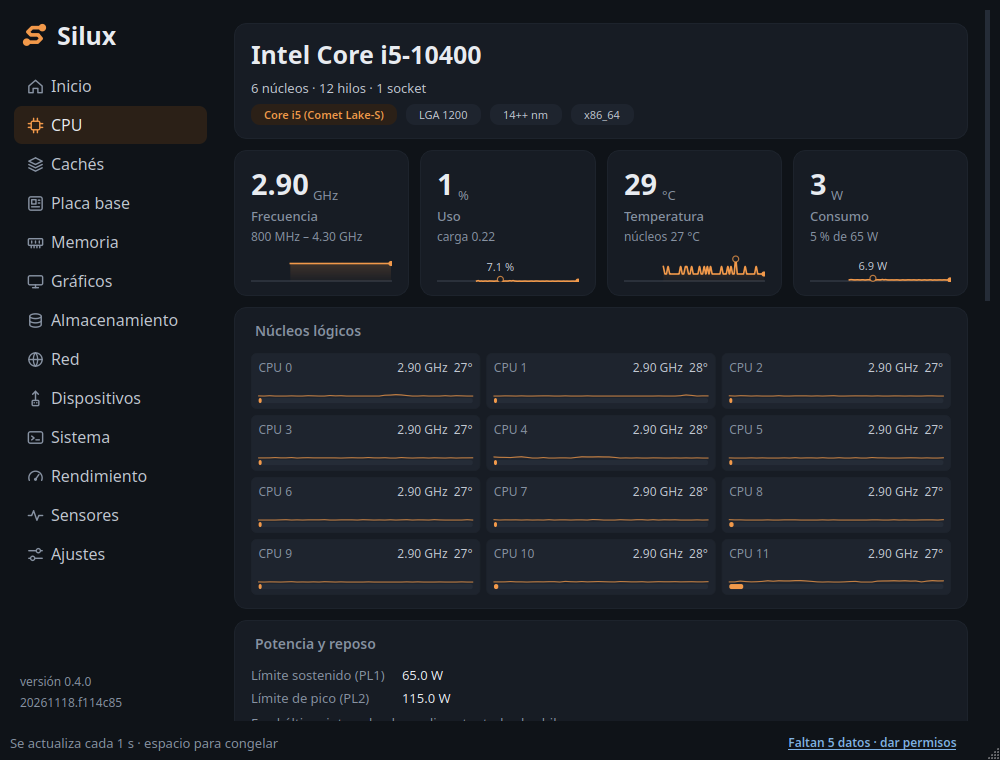 Silux
Inicio
CPU
Cachés
Placa base
Memoria
Gráficos
Almacenamiento
Red
Dispositivos
Sistema
Rendimiento
Sensores
Ajustes
versión 0.4.0
20261118.f114c85
Intel Core i5-10400
6 núcleos · 12 hilos · 1 socket
Core i5 (Comet Lake-S) LGA 1200 14++ nm x86_64
2.90 GHz
Frecuencia
800 MHz – 4.30 GHz
1 %
Uso
carga 0.22
7.1 %
29 °C
Temperatura
núcleos 27 °C
3 W
Consumo
5 % de 65 W
6.9 W
Núcleos lógicos
CPU 0 2.90 GHz 27°
CPU 1 2.90 GHz 28°
CPU 2 2.90 GHz 27°
CPU 3 2.90 GHz 27°
CPU 4 2.90 GHz 28°
CPU 5 2.90 GHz 27°
CPU 6 2.90 GHz 27°
CPU 7 2.90 GHz 28°
CPU 8 2.90 GHz 27°
CPU 9 2.90 GHz 27°
CPU 10 2.90 GHz 28°
CPU 11 2.90 GHz 27°
Potencia y reposo
Límite sostenido (PL1) 65.0 W
Límite de pico (PL2) 115.0 W
Se actualiza cada 1 s · espacio para congelar
Faltan 5 datos · dar permisos